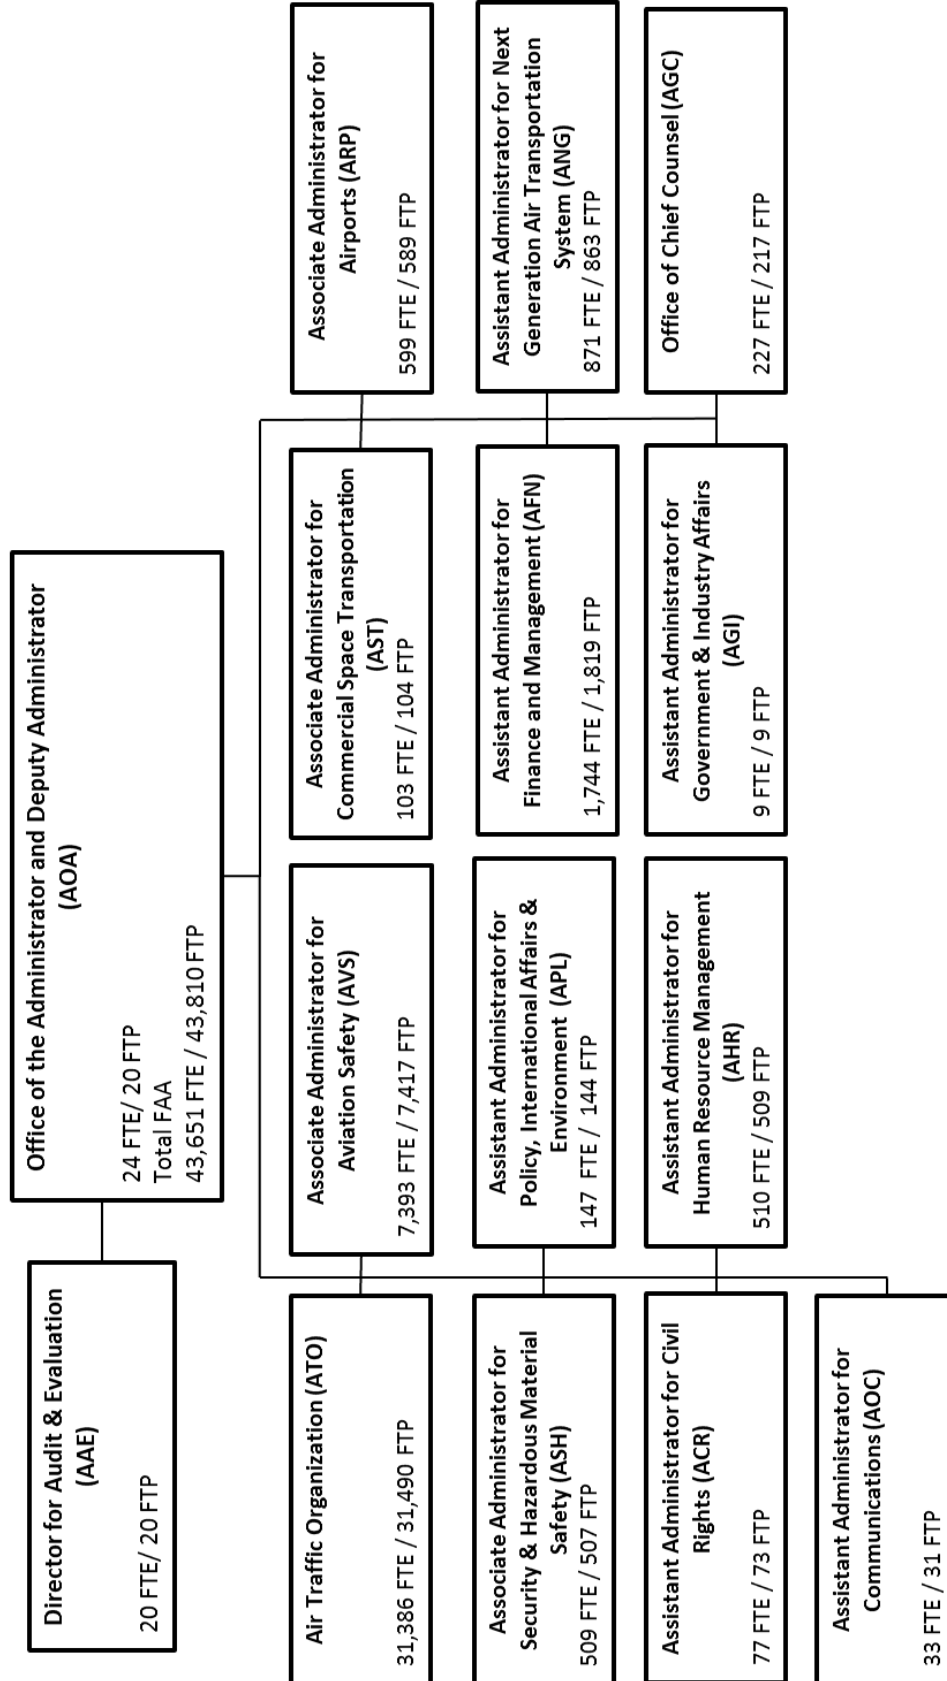 Office of the Administrator and Deputy Administrator
(AOA)
24 FTE/ 20 FTP
Total FAA
43,651 FTE / 43,810 FTP
Director for Audit & Evaluation
(AAE)
20 FTE/ 20 FTP
Air Traffic Organization (ATO)
31,386 FTE / 31,490 FTP
Associate Administrator for
Aviation Safety (AVS)
7,393 FTE / 7,417 FTP
Associate Administrator for
Commercial Space Transportation
(AST)
103 FTE / 104 FTP
Associate Administrator for
Airports (ARP)
599 FTE / 589 FTP
Associate Administrator for
Security & Hazardous Material
Safety (ASH)
509 FTE / 507 FTP
Assistant Administrator for
Policy, International Affairs &
Environment (APL)
147 FTE / 144 FTP
Assistant Administrator for
Finance and Management (AFN)
1,744 FTE / 1,819 FTP
Assistant Administrator for Next
Generation Air Transportation
System (ANG)
871 FTE / 863 FTP
Assistant Administrator for Civil
Rights (ACR)
77 FTE / 73 FTP
Assistant Administrator for
Human Resource Management
(AHR)
510 FTE / 509 FTP
Assistant Administrator for
Government & Industry Affairs
(AGI)
9 FTE / 9 FTP
Office of Chief Counsel (AGC)
227 FTE / 217 FTP
Assistant Administrator for
Communications (AOC)
33 FTE / 31 FTP